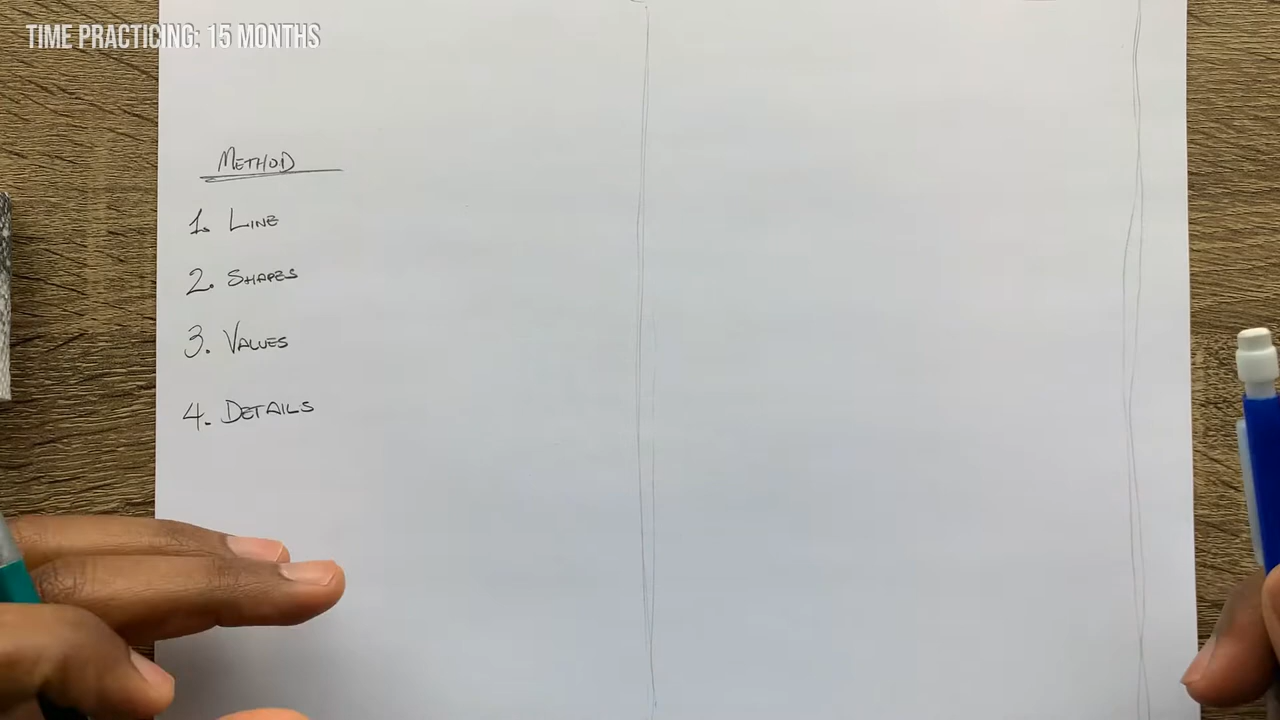 TIME PRACTICING: 15 MONTHS
METHOD
1. LINE
2. SHAPES
3. VALUES
4. DETAILS